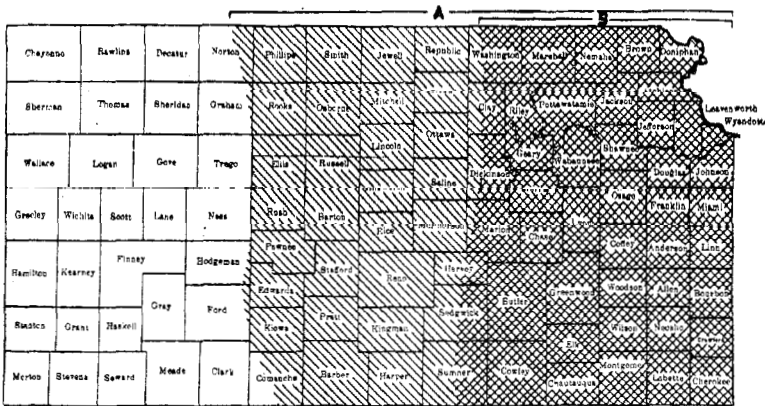 A
B
Cheyenne Rawlins Decatur Norton Phillips Smith Jewell Republic Washington Marshall Nemaha Brown Doniphan
Sherman Thomas Sheridan Graham Rooks Osborne Mitchell Clay Riley Pottawatamie Jackson Leavenworth
Wyandotte
Lincoln Ottawa Jefferson
Wallace Logan Gove Trego Ellis Russell Saline Dickinson Geary Wabaunsee Shawnee Douglas Johnson
Greeley Wichita Scott Lane Ness Rush Barton Rice Marion Chase Lyon Osage Franklin Miami
Hamilton Kearney Finney Hodgeman Pawnee Stafford Reno Harvey Coffey Anderson Linn
Gray Ford Edwards Sedgwick Butler Greenwood Woodson Allen Bourbon
Stanton Grant Haskell Kiowa Pratt Kingman Elk Wilson Neosho
Morton Stevens Seward Meade Clark Comanche Barber Harper Sumner Cowley Chautauqua Montgomery Labette Cherokee